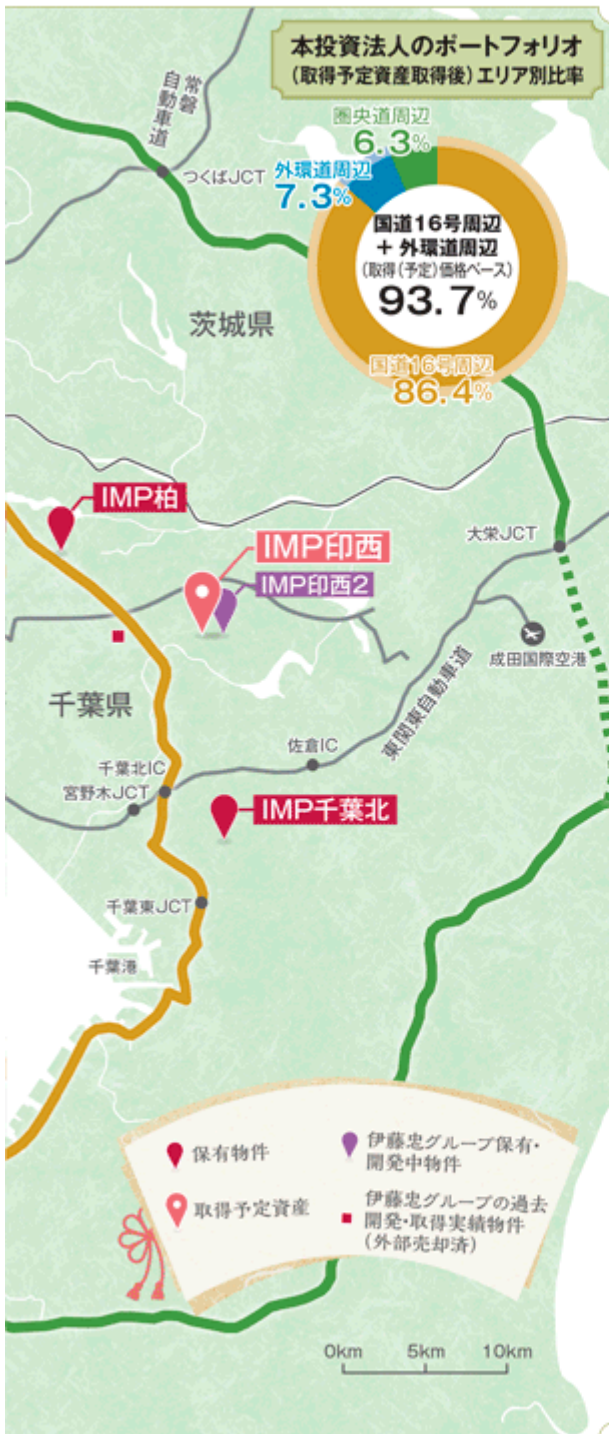 本投資法人のポートフォリオ
(取得予定資産取得後)エリア別比率
常磐
自動車道
圏央道周辺
6.3%
つくばJCT
外環道周辺
7.3%
国道16号周辺
+ 外環道周辺
(取得(予定)価格ベース)
93.7%
茨城県
国道16号周辺
86.4%
IMP柏
大栄JCT
IMP印西
IMP印西2
成田国際空港
千葉県
東関東自動車道
佐倉IC
千葉北IC
宮野木JCT
IMP千葉北
千葉東JCT
千葉港
保有物件
伊藤忠グループ保有・
開発中物件
取得予定資産
伊藤忠グループの過去
開発・取得実績物件
(外部売却済)
0km 5km 10km